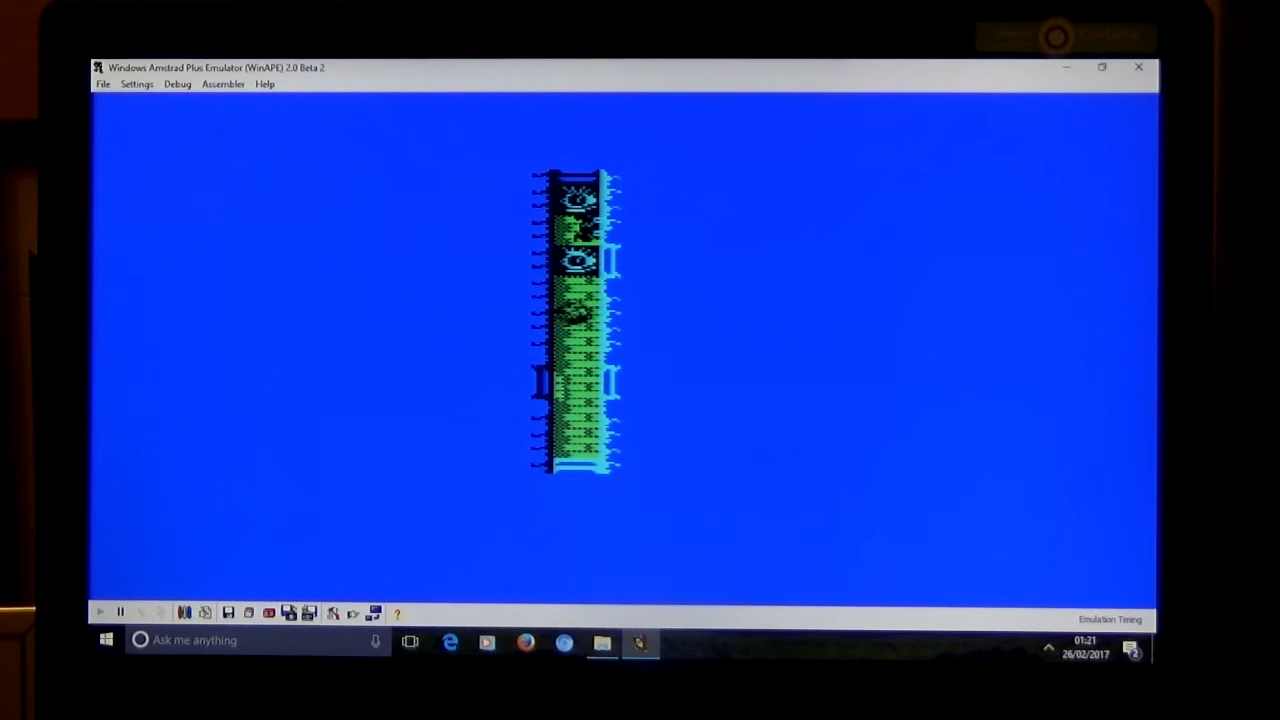 Windows Amstrad Plus Emulator (WinAPE) 2.0 Beta 2
File Settings Debug Assembler Help
Emulation Timing
Ask me anything
01:21
26/02/2017
2